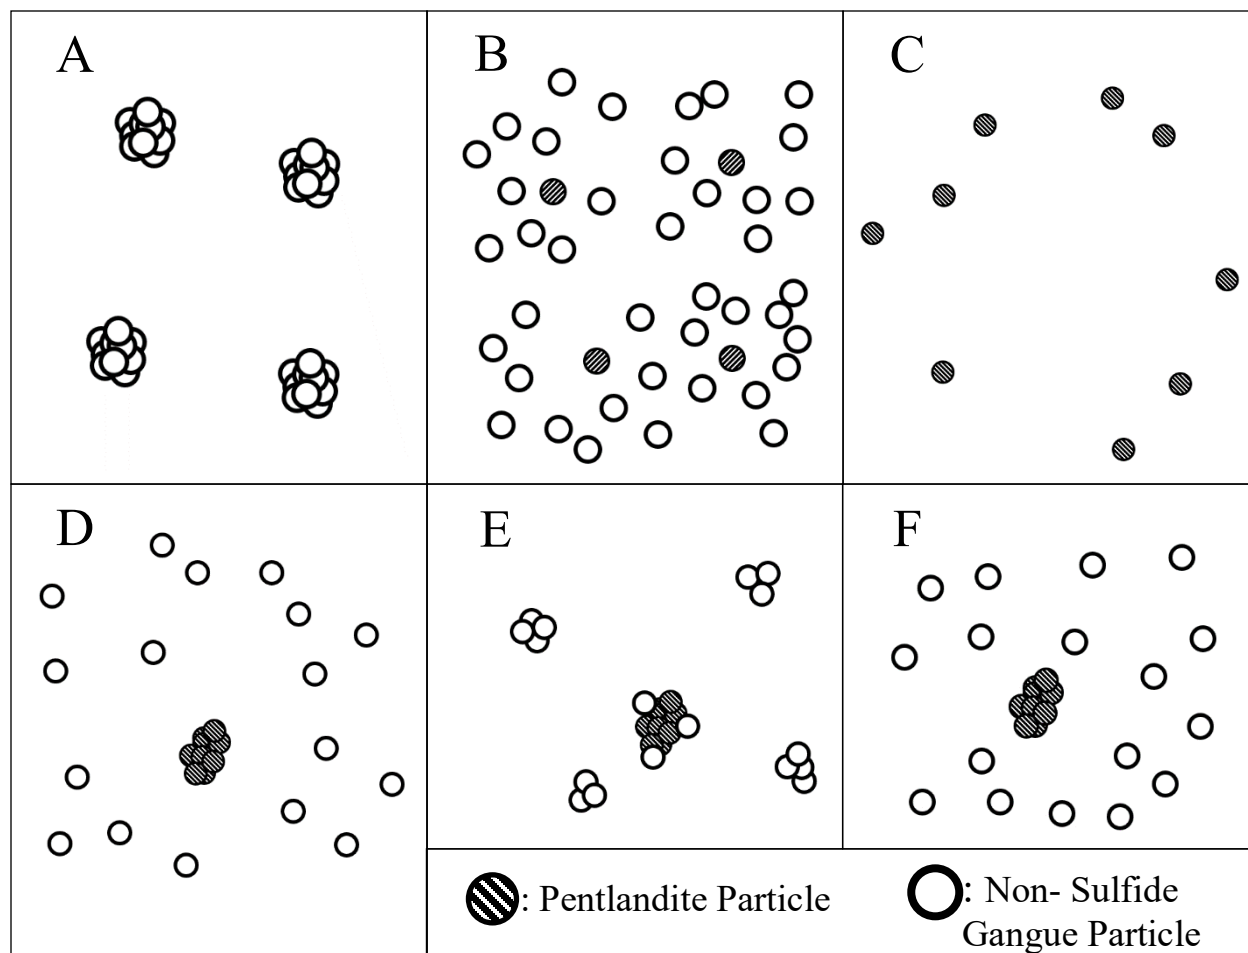 A
B
C
D
E
F
: Pentlandite Particle
: Non- Sulfide
Gangue Particle